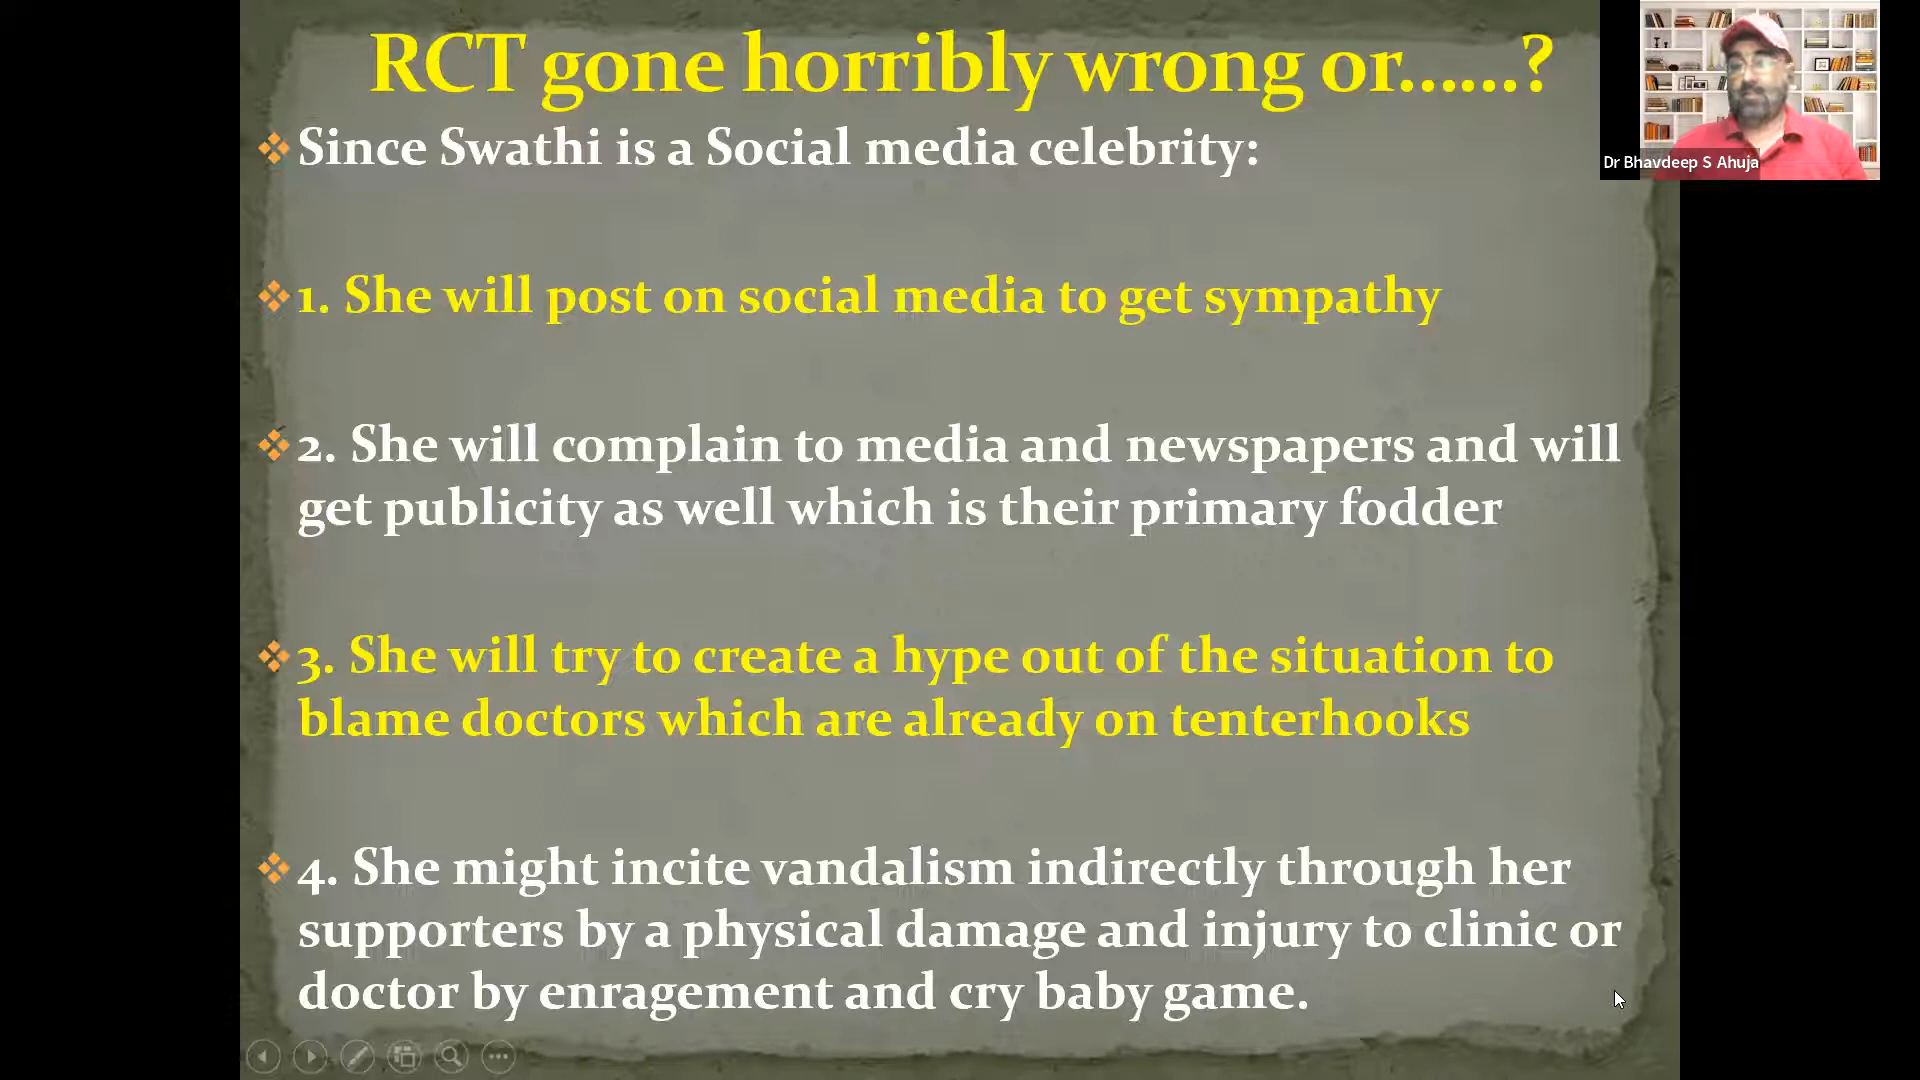 RCT gone horribly wrong or......?
Dr Bhavdeep S Ahuja
Since Swathi is a Social media celebrity:
1. She will post on social media to get sympathy
2. She will complain to media and newspapers and will
get publicity as well which is their primary fodder
3. She will try to create a hype out of the situation to
blame doctors which are already on tenterhooks
4. She might incite vandalism indirectly through her
supporters by a physical damage and injury to clinic or
doctor by enragement and cry baby game.